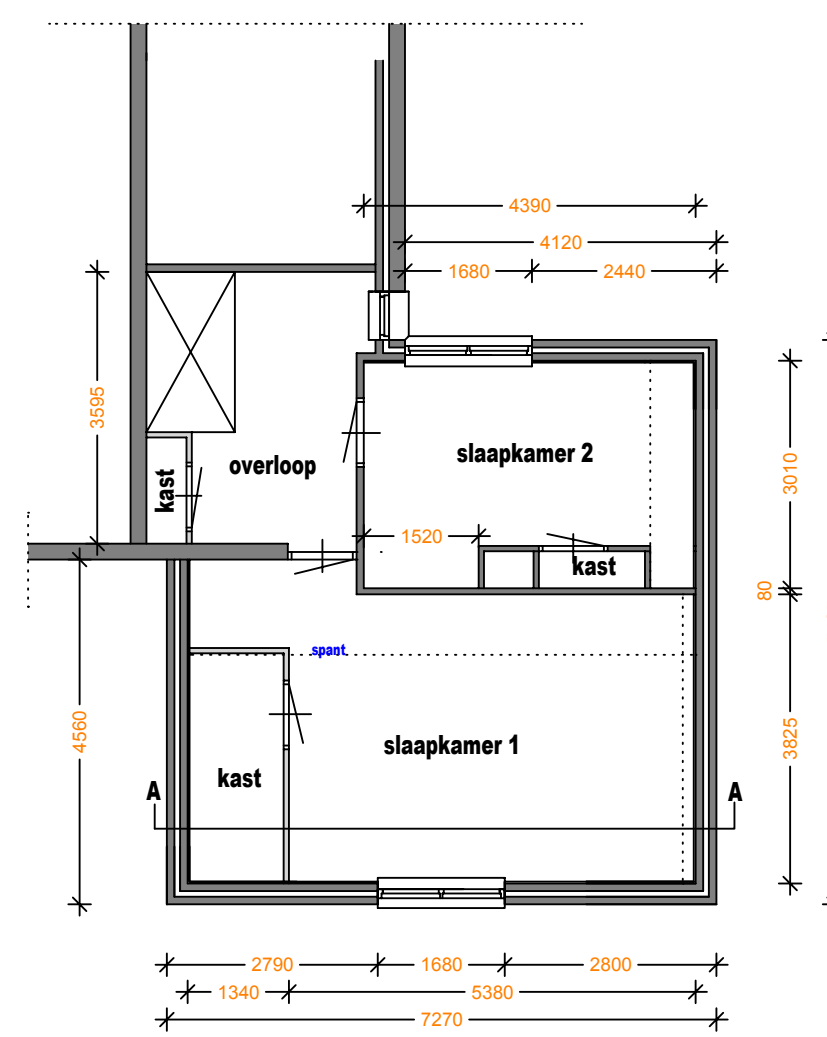 4390
4120
1680 2440
3595
overloop
slaapkamer 2
kast
3010
1520
kast
80
spant
4560
slaapkamer 1
3825
kast
A A
2790 1680 2800
1340 5380
7270